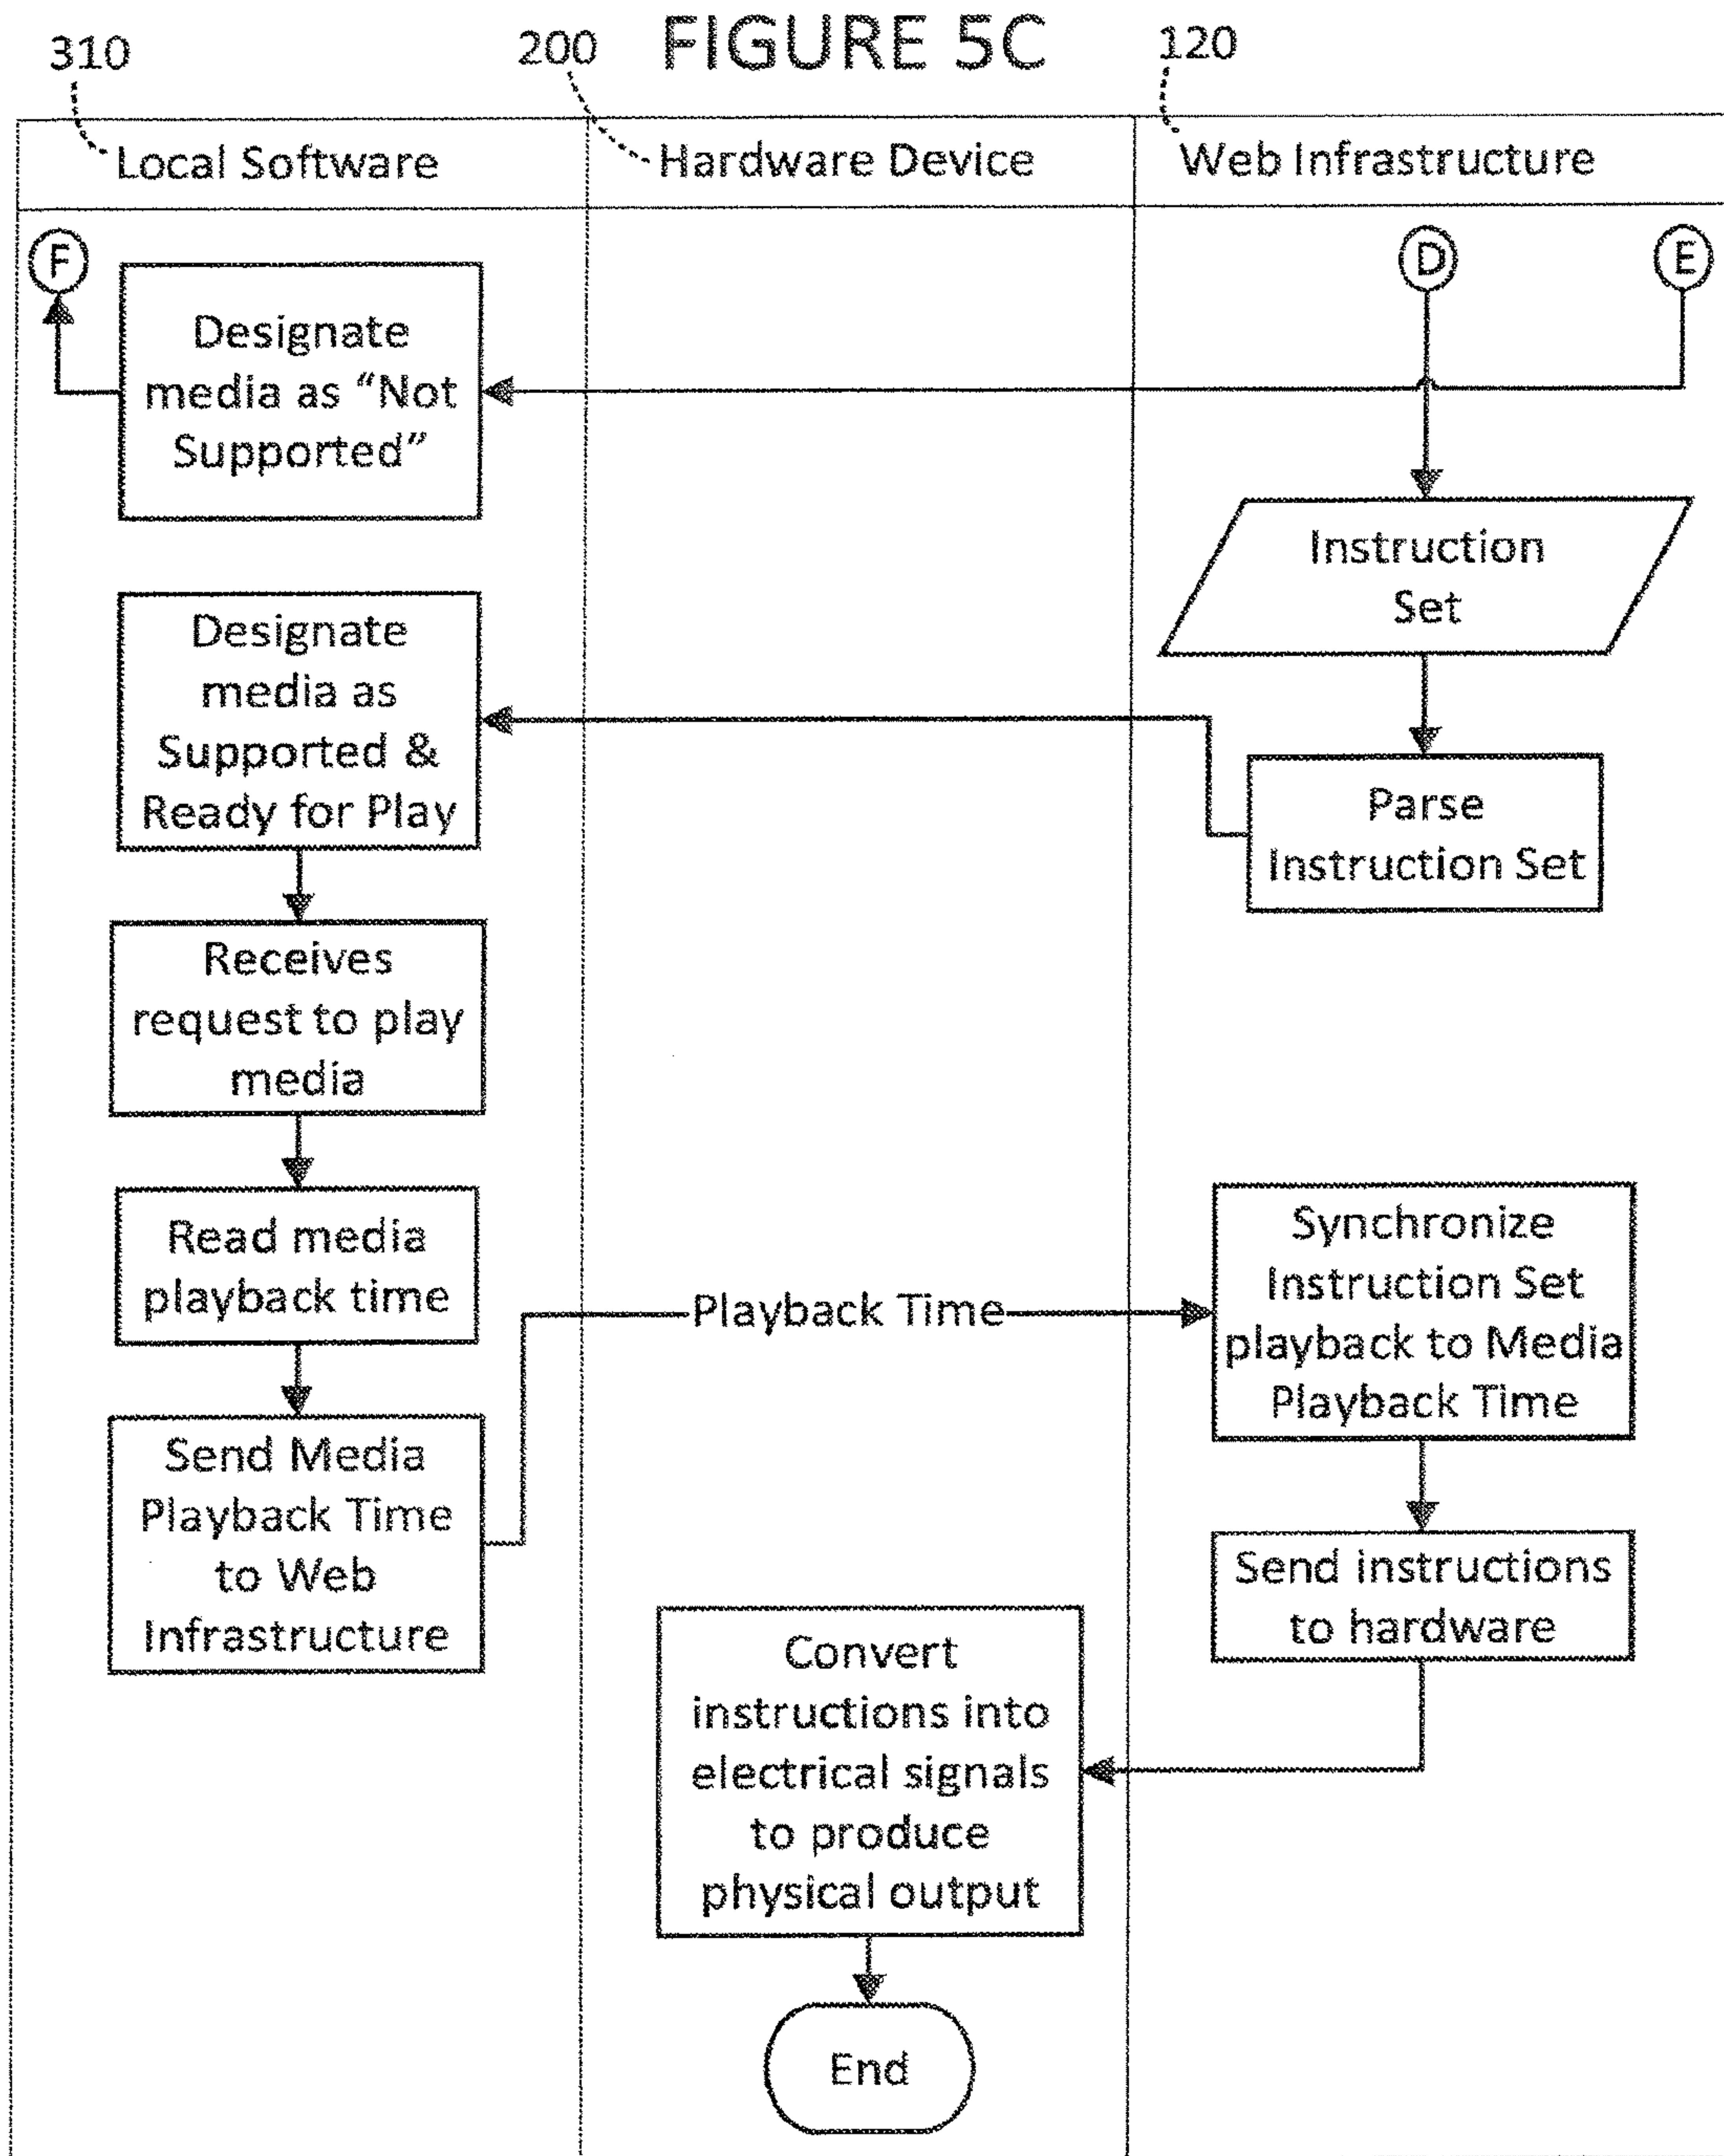 FIGURE 5C
310
200
120
Local Software
Hardware Device
Web Infrastructure
F
D
E
Designate
media as “Not
Supported”
Instruction
Set
Designate
media as
Supported &
Ready for Play
Parse
Instruction Set
Receives
request to play
media
Read media
playback time
Playback Time
Synchronize
Instruction Set
playback to Media
Playback Time
Send Media
Playback Time
to Web
Infrastructure
Send instructions
to hardware
Convert
instructions into
electrical signals
to produce
physical output
End